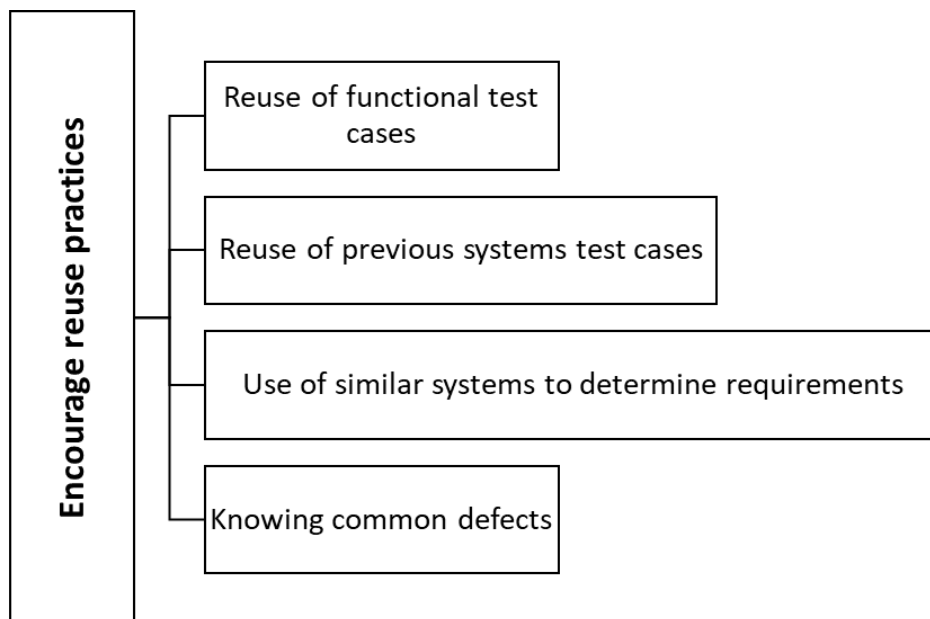 Encourage reuse practices
Reuse of functional test
cases
Reuse of previous systems test cases
Use of similar systems to determine requirements
Knowing common defects